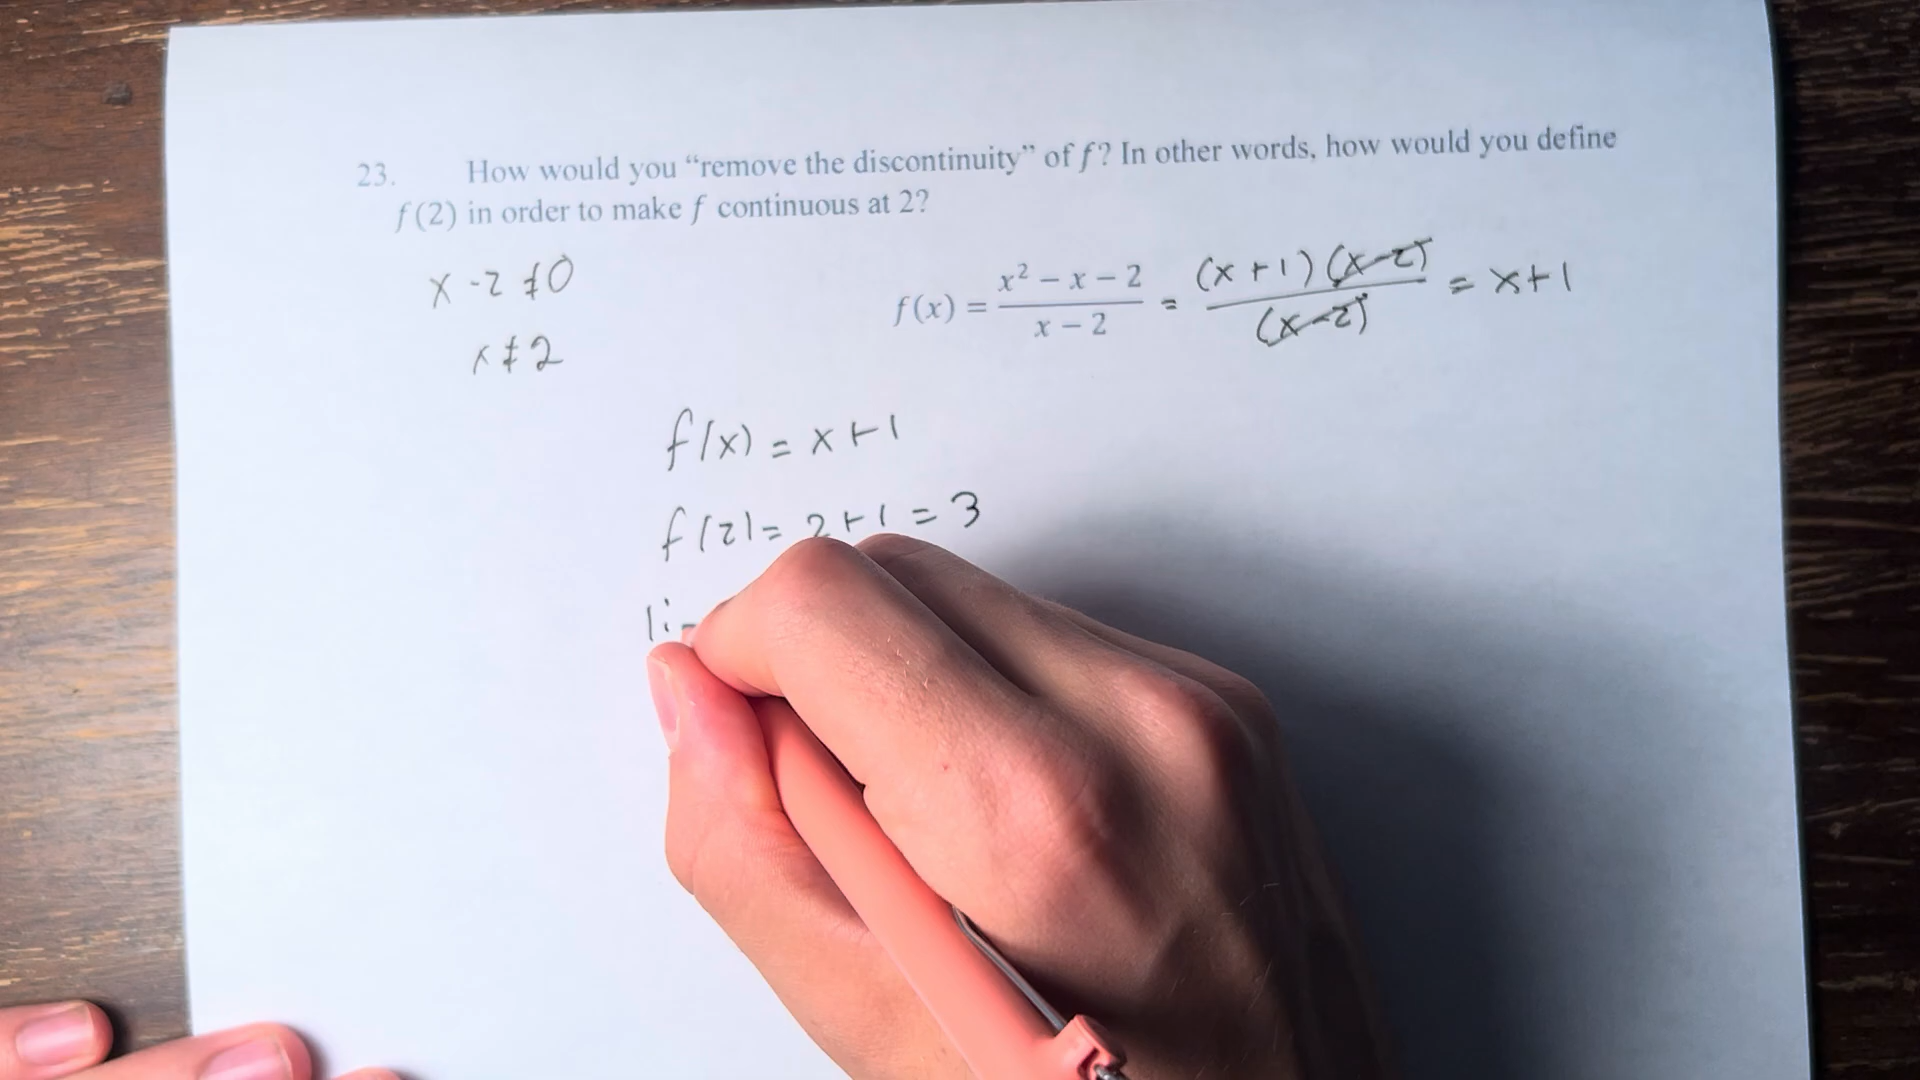 23. How would you “remove the discontinuity” of f? In other words, how would you define
f(2) in order to make f continuous at 2?
x - 2 ≠ 0
x ≠ 2
f(x) = (x² − x − 2)/(x − 2) = ((x+1)(x-2))/((x-2)) = x+1
f(x) = x+1
f(2) = 2+1 = 3